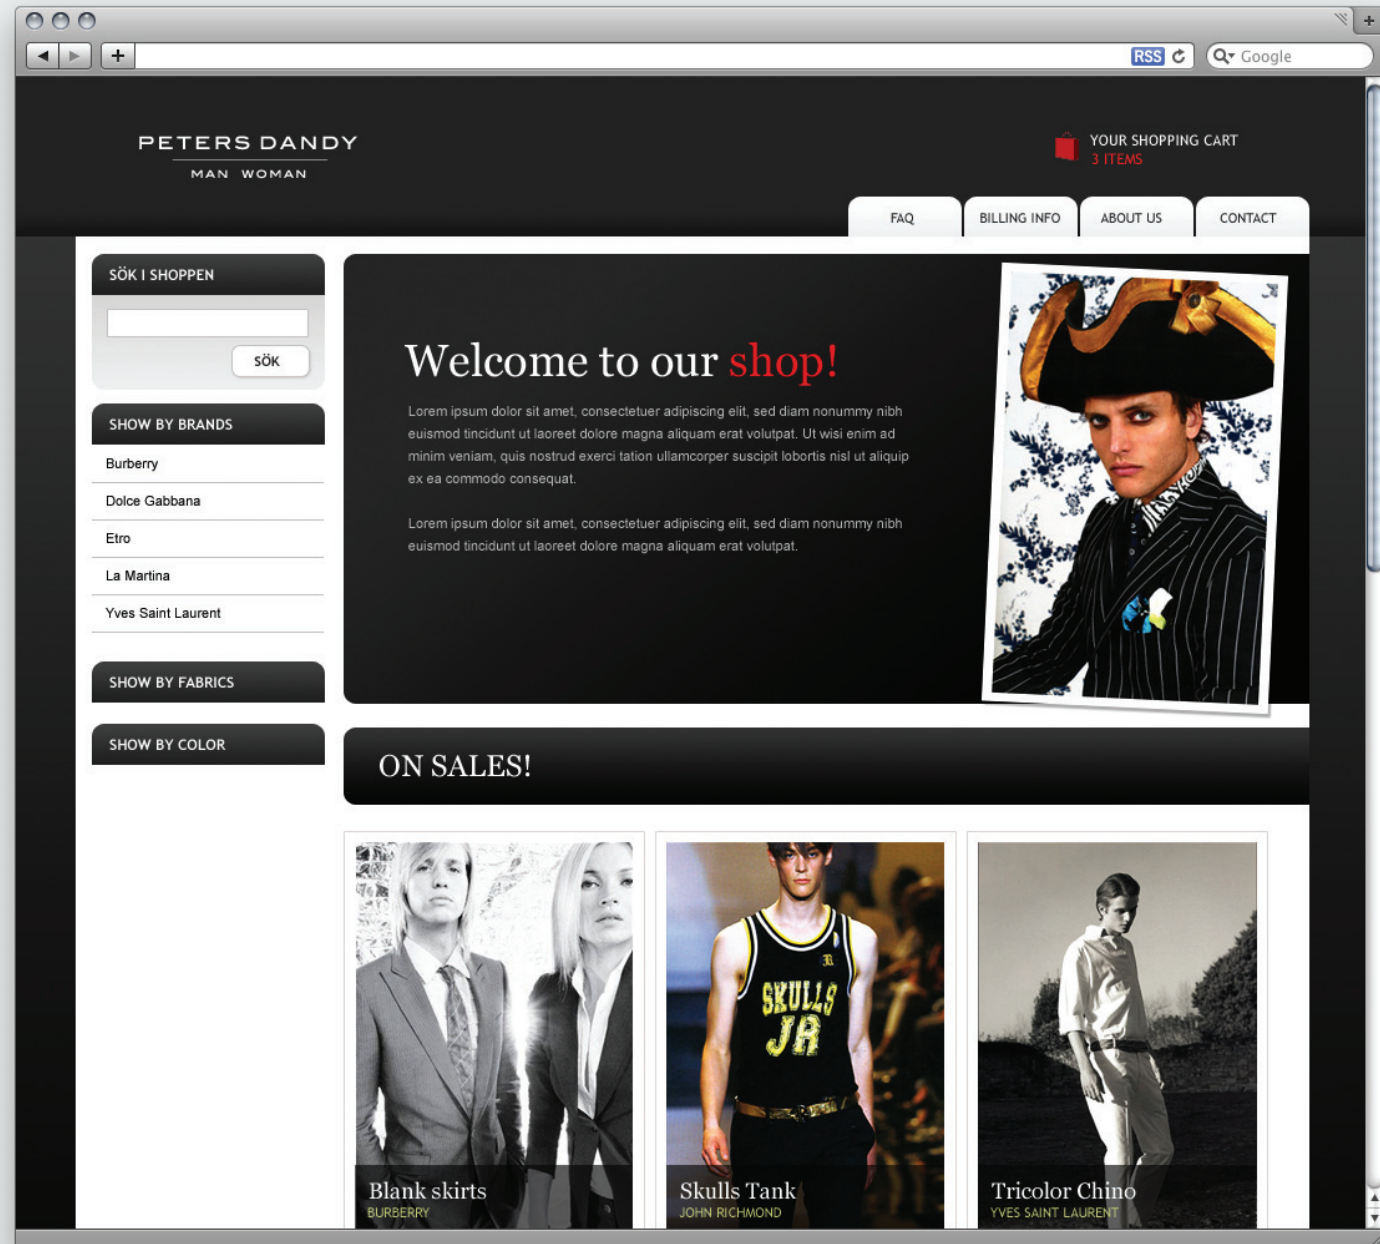 RSS
Google
PETERS DANDY
MAN WOMAN
YOUR SHOPPING CART
3 ITEMS
FAQ
BILLING INFO
ABOUT US
CONTACT
SÖK I SHOPPEN
SÖK
SHOW BY BRANDS
Burberry
Dolce Gabbana
Etro
La Martina
Yves Saint Laurent
SHOW BY FABRICS
SHOW BY COLOR
Welcome to our shop!
Lorem ipsum dolor sit amet, consectetuer adipiscing elit, sed diam nonummy nibh
euismod tincidunt ut laoreet dolore magna aliquam erat volutpat. Ut wisi enim ad
minim veniam, quis nostrud exerci tation ullamcorper suscipit lobortis nisl ut aliquip
ex ea commodo consequat.
Lorem ipsum dolor sit amet, consectetuer adipiscing elit, sed diam nonummy nibh
euismod tincidunt ut laoreet dolore magna aliquam erat volutpat.
ON SALES!
Blank skirts
BURBERRY
R
SKULLS
JR
Skulls Tank
JOHN RICHMOND
Tricolor Chino
YVES SAINT LAURENT